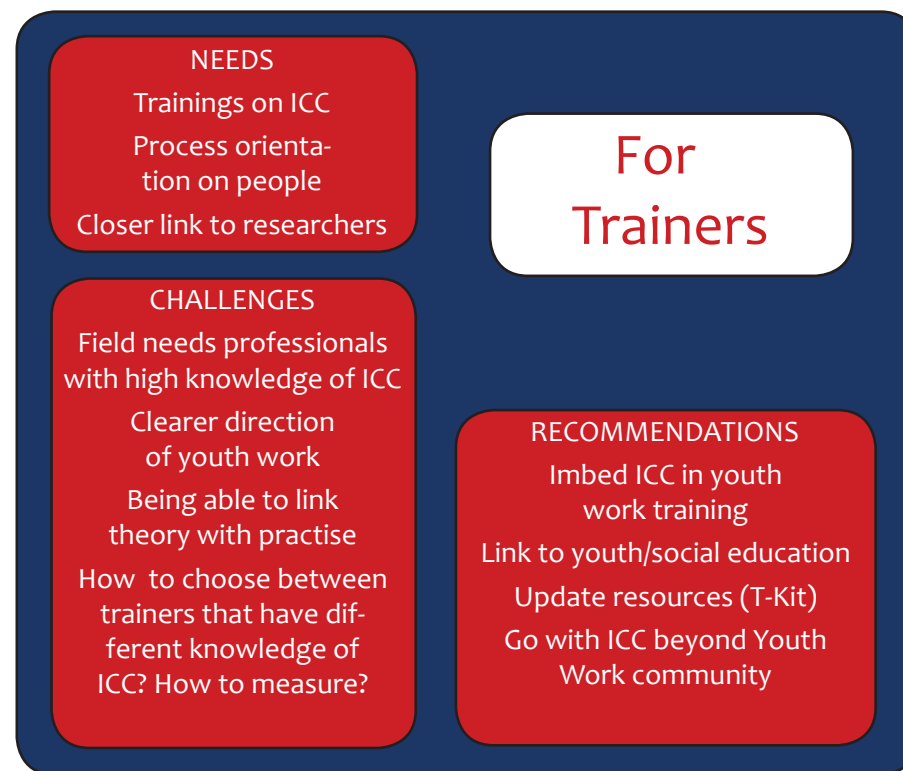 NEEDS
Trainings on ICC
Process orienta-
tion on people
Closer link to researchers
For
Trainers
CHALLENGES
Field needs professionals
with high knowledge of ICC
Clearer direction
of youth work
Being able to link
theory with practise
How to choose between
trainers that have dif-
ferent knowledge of
ICC? How to measure?
RECOMMENDATIONS
Imbed ICC in youth
work training
Link to youth/social education
Update resources (T-Kit)
Go with ICC beyond Youth
Work community